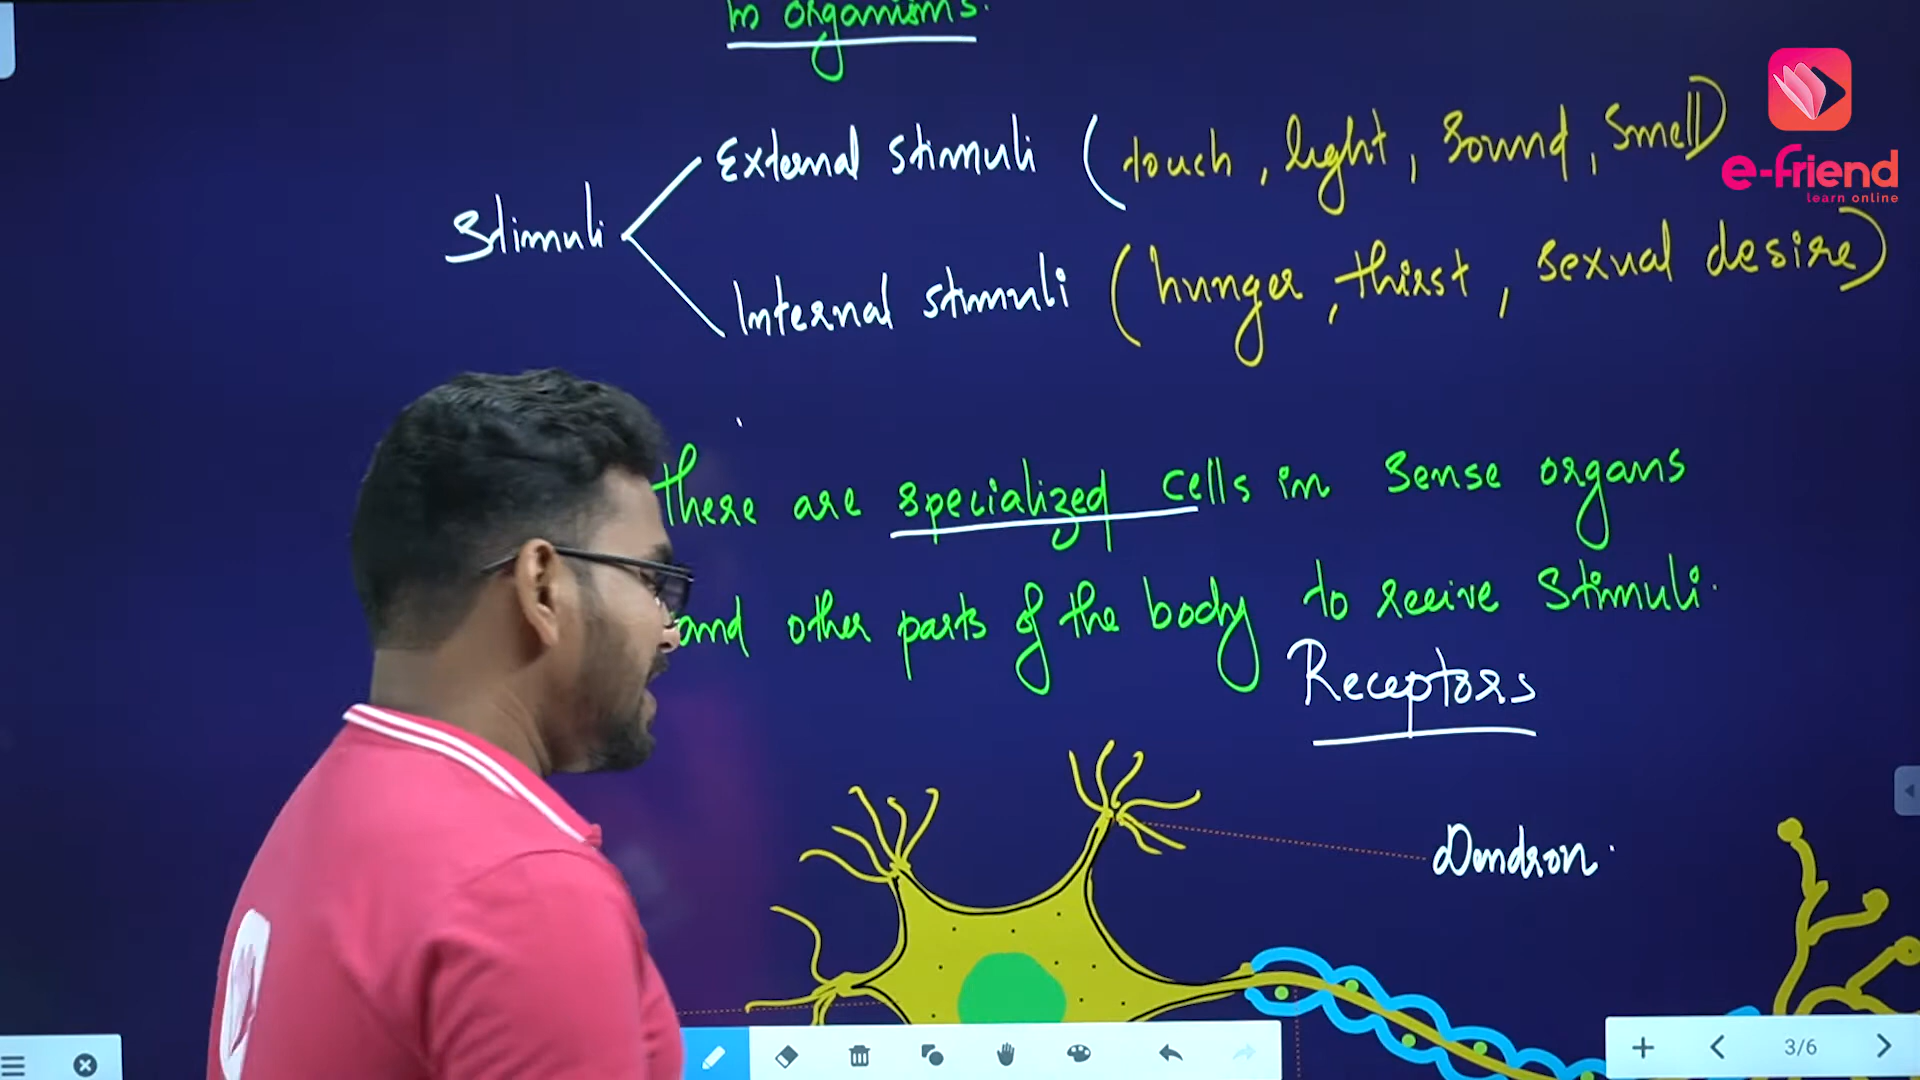 In organisms.
External stimuli (touch, light, sound, smell)
Stimuli
Internal stimuli (hunger, thirst, sexual desire)
There are specialized cells in sense organs
and other parts of the body to receive stimuli.
Receptors
Dendron.
e-friend
learn online
3/6